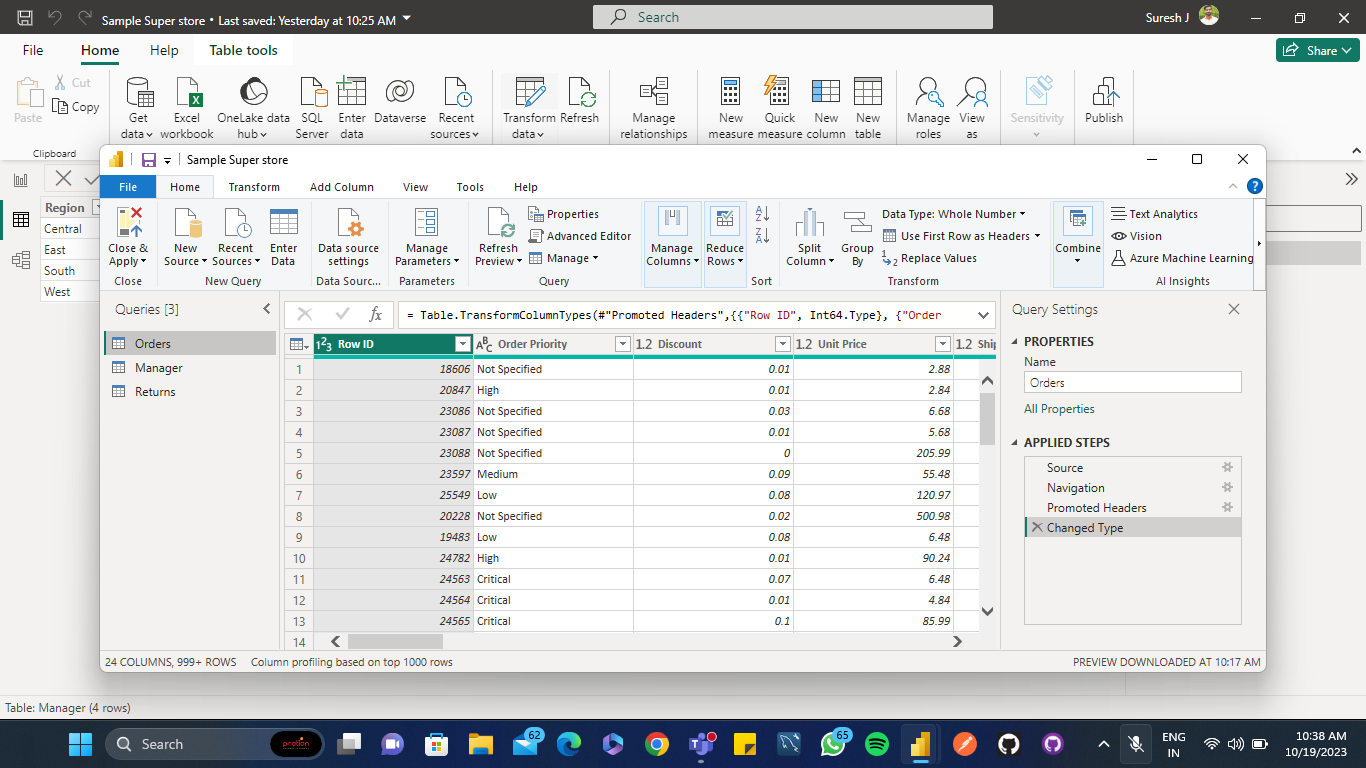 Sample Super store • Last saved: Yesterday at 10:25 AM
Search
Suresh J
File
Home
Help
Table tools
Share
Paste
Cut
Copy
Clipboard
Get data
Excel workbook
OneLake data hub
SQL Server
Enter data
Dataverse
Recent sources
Transform data
Refresh
Manage relationships
New measure
Quick measure
New column
New table
Manage roles
View as
Sensitivity
Publish
Region
Central
East
South
West
Sample Super store
File
Home
Transform
Add Column
View
Tools
Help
Close & Apply
Close
New Source
Recent Sources
Enter Data
New Query
Data source settings
Data Sourc...
Manage Parameters
Parameters
Refresh Preview
Properties
Advanced Editor
Manage
Query
Manage Columns
Reduce Rows
Sort
Split Column
Group By
Data Type: Whole Number
Use First Row as Headers
Replace Values
Transform
Combine
Text Analytics
Vision
Azure Machine Learning
AI Insights
Queries [3]
Orders
Manager
Returns
fx
= Table.TransformColumnTypes(#"Promoted Headers",{{"Row ID", Int64.Type}, {"Order
123 Row ID
ABC Order Priority
1.2 Discount
1.2 Unit Price
1.2 Ship
1 18606 Not Specified 0.01 2.88
2 20847 High 0.01 2.84
3 23086 Not Specified 0.03 6.68
4 23087 Not Specified 0.01 5.68
5 23088 Not Specified 0 205.99
6 23597 Medium 0.09 55.48
7 25549 Low 0.08 120.97
8 20228 Not Specified 0.02 500.98
9 19483 Low 0.08 6.48
10 24782 High 0.01 90.24
11 24563 Critical 0.07 6.48
12 24564 Critical 0.01 4.84
13 24565 Critical 0.1 85.99
14
Query Settings
PROPERTIES
Name
Orders
All Properties
APPLIED STEPS
Source
Navigation
Promoted Headers
Changed Type
24 COLUMNS, 999+ ROWS
Column profiling based on top 1000 rows
PREVIEW DOWNLOADED AT 10:17 AM
Table: Manager (4 rows)
Search
62
65
ENG
IN
10:38 AM
10/19/2023